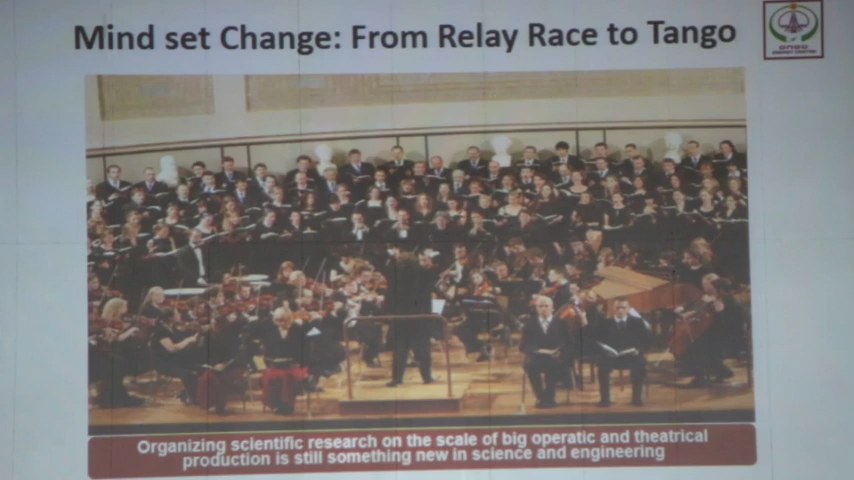 Mind set Change: From Relay Race to Tango
Organizing scientific research on the scale of big operatic and theatrical
production is still something new in science and engineering